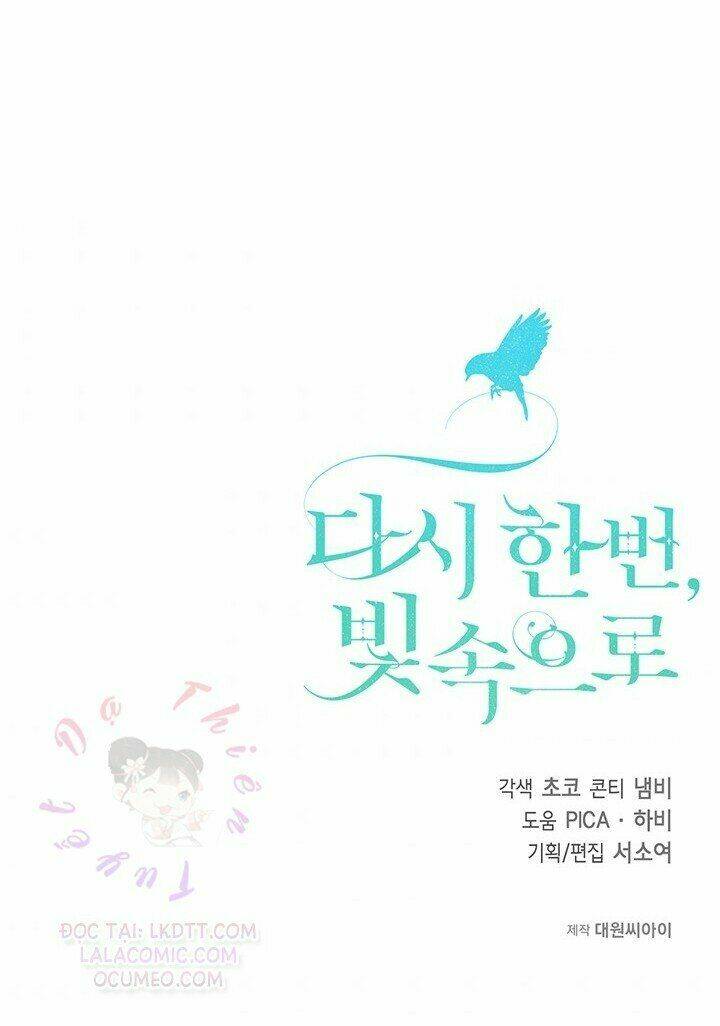 다시 한번,
빛 속으로
각색 초코 콘티 냄비
도움 PICA · 하비
기획/편집 서소여
제작 대원씨아이
Dạ Thiên Tuyết
ĐỌC TẠI: LKDTT.COM
LALACOMIC.COM
OCUMEO.COM